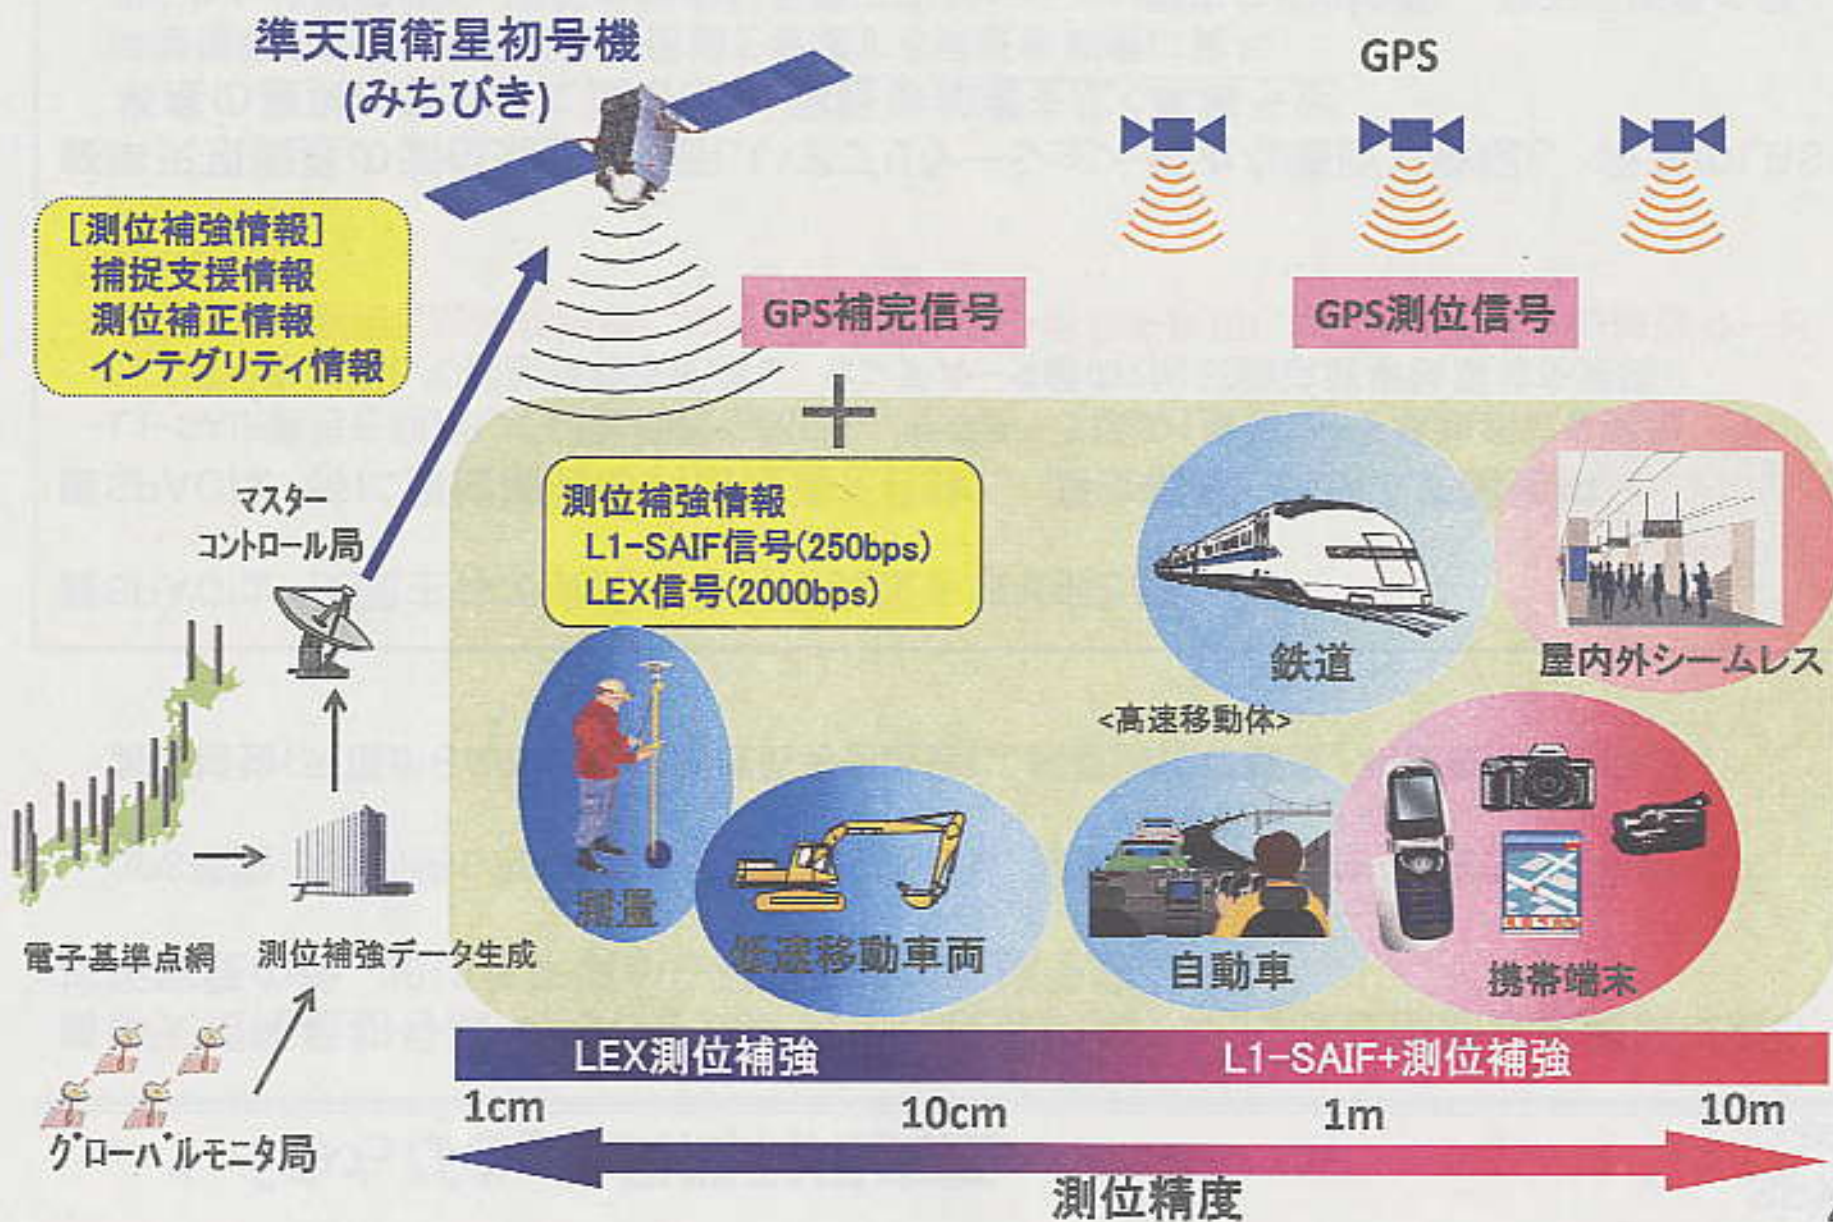 準天頂衛星初号機
(みちびき)
GPS
[測位補強情報]
捕捉支援情報
測位補正情報
インテグリティ情報
GPS補完信号
GPS測位信号
+
測位補強情報
L1-SAIF信号(250bps)
LEX信号(2000bps)
マスター
コントロール局
鉄道
屋内外シームレス
<高速移動体>
測量
低速移動車両
自動車
携帯端末
電子基準点網
測位補強データ生成
グローバルモニタ局
LEX測位補強
L1-SAIF+測位補強
1cm
10cm
1m
10m
測位精度